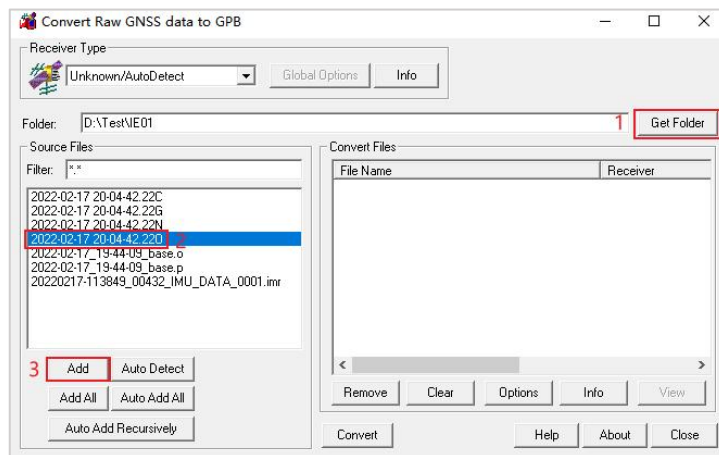 Convert Raw GNSS data to GPB
Receiver Type
Unknown/AutoDetect
Global Options
Info
Folder:
D:\Test\IE01
1
Get Folder
Source Files
Filter:
*.*
2022-02-17 20-04-42.22C
2022-02-17 20-04-42.22G
2022-02-17 20-04-42.22N
2022-02-17 20-04-42.22O
2
2022-02-17_19-44-09_base.o
2022-02-17_19-44-09_base.p
20220217-113849_00432_IMU_DATA_0001.imr
3
Add
Auto Detect
Add All
Auto Add All
Auto Add Recursively
Convert Files
File Name
Receiver
Remove
Clear
Options
Info
View
Convert
Help
About
Close